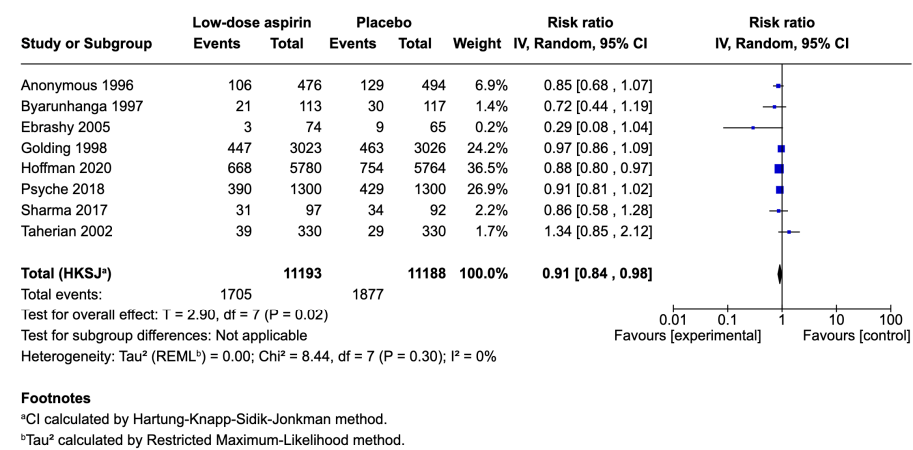 Low-dose aspirin Placebo Risk ratio Risk ratio
Study or Subgroup Events Total Events Total Weight IV, Random, 95% CI IV, Random, 95% CI
Anonymous 1996 106 476 129 494 6.9% 0.85 [0.68 , 1.07]
Byarunhanga 1997 21 113 30 117 1.4% 0.72 [0.44 , 1.19]
Ebrashy 2005 3 74 9 65 0.2% 0.29 [0.08 , 1.04]
Golding 1998 447 3023 463 3026 24.2% 0.97 [0.86 , 1.09]
Hoffman 2020 668 5780 754 5764 36.5% 0.88 [0.80 , 0.97]
Psyche 2018 390 1300 429 1300 26.9% 0.91 [0.81 , 1.02]
Sharma 2017 31 97 34 92 2.2% 0.86 [0.58 , 1.28]
Taherian 2002 39 330 29 330 1.7% 1.34 [0.85 , 2.12]
Total (HKSJᵃ) 11193 11188 100.0% 0.91 [0.84 , 0.98]
Total events: 1705 1877
Test for overall effect: T = 2.90, df = 7 (P = 0.02) 0.01 0.1 1 10 100
Test for subgroup differences: Not applicable Favours [experimental] Favours [control]
Heterogeneity: Tau² (REMLᵇ) = 0.00; Chi² = 8.44, df = 7 (P = 0.30); I² = 0%
Footnotes
ᵃCI calculated by Hartung-Knapp-Sidik-Jonkman method.
ᵇTau² calculated by Restricted Maximum-Likelihood method.